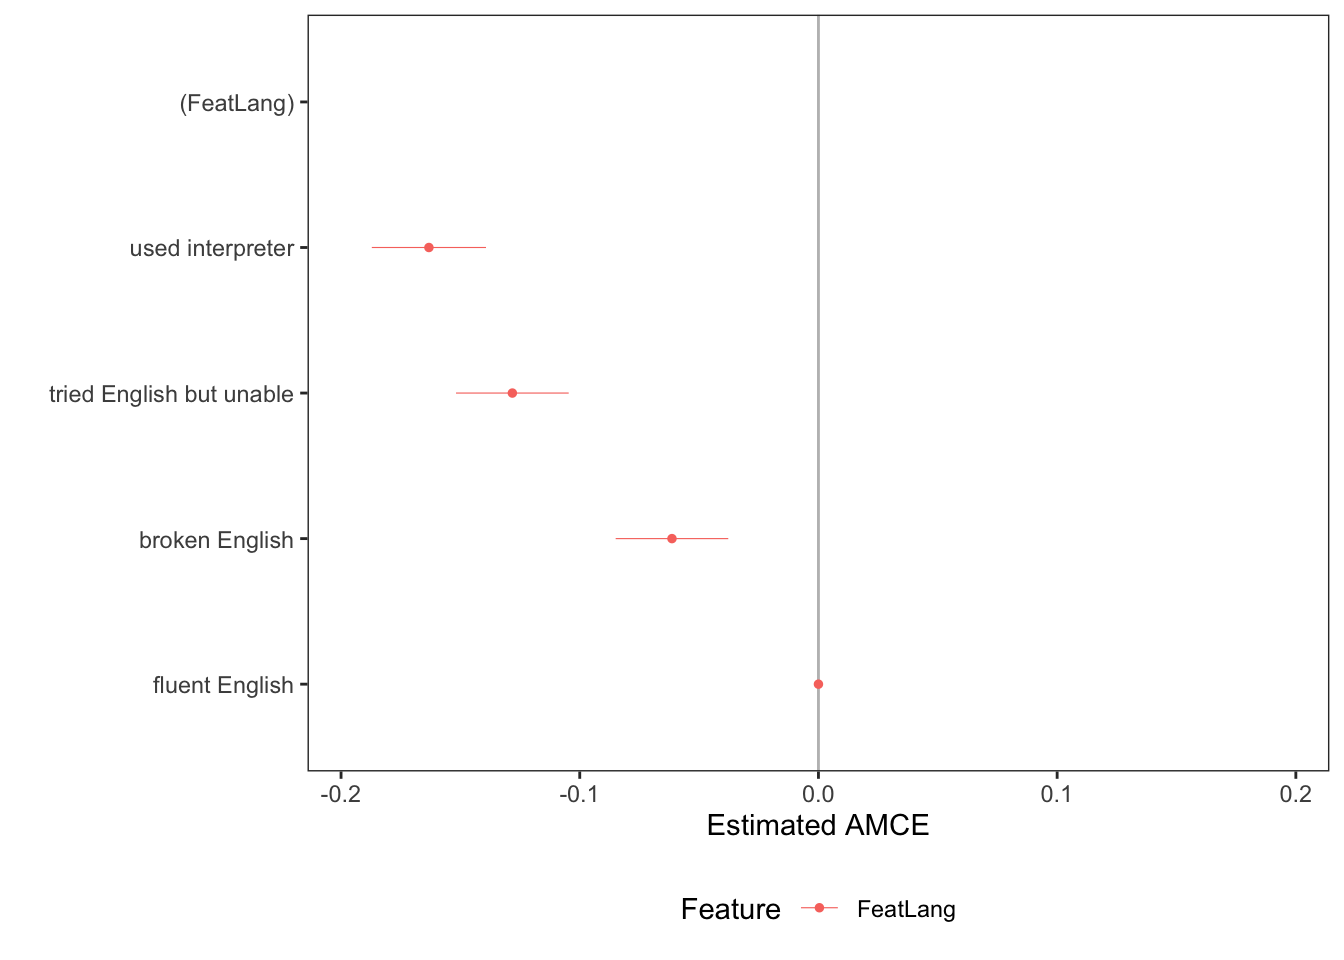 (FeatLang)
used interpreter
tried English but unable
broken English
fluent English
-0.2 -0.1 0.0 0.1 0.2
Estimated AMCE
Feature FeatLang